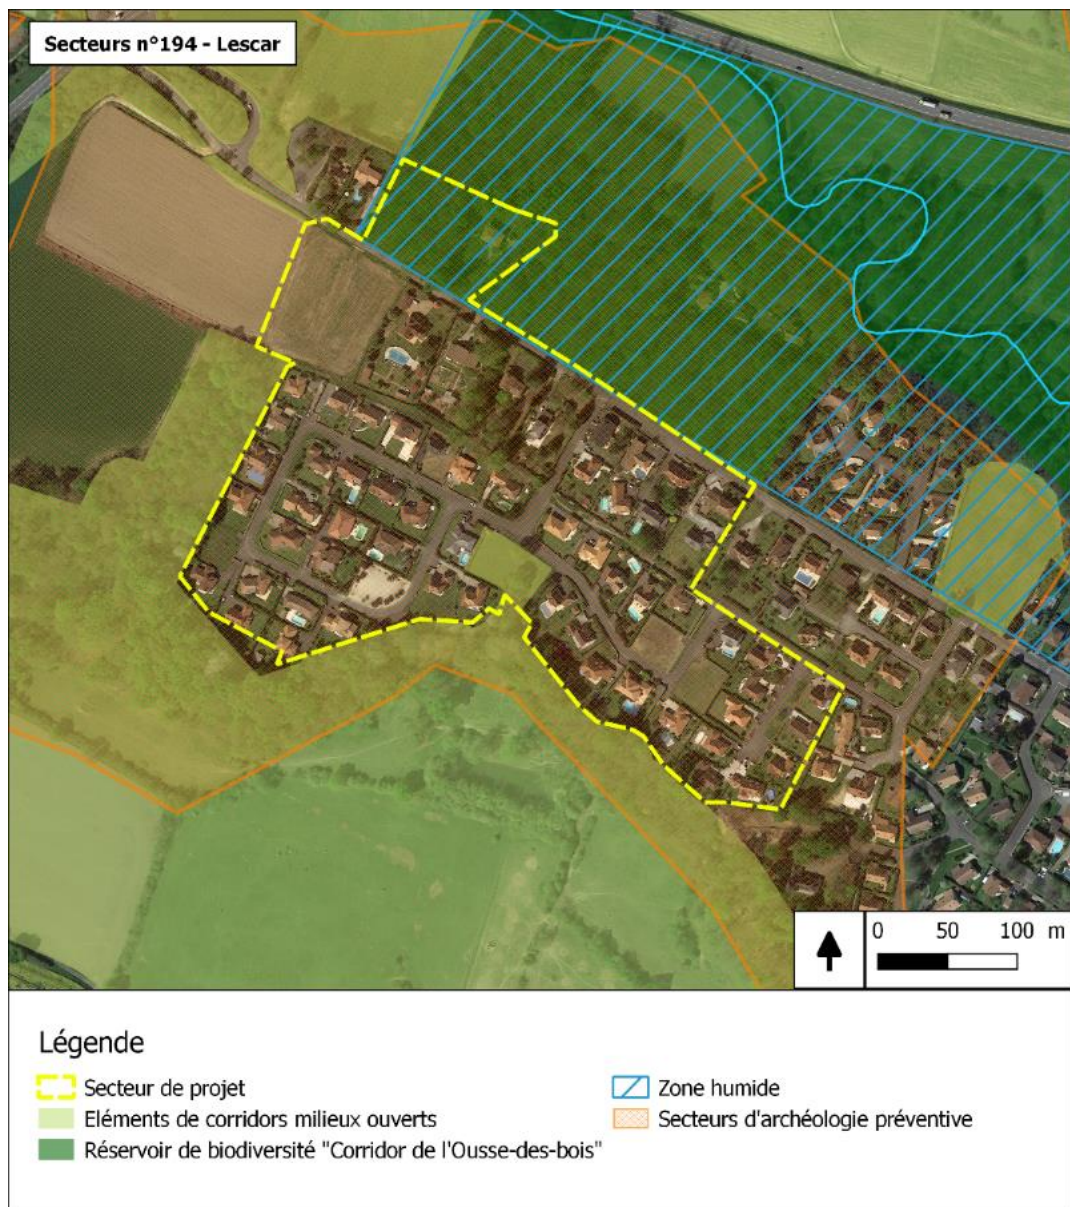 Secteurs n°194 - Lescar
0 50 100 m
Légende
Secteur de projet
Eléments de corridors milieux ouverts
Réservoir de biodiversité "Corridor de l'Ousse-des-bois"
Zone humide
Secteurs d'archéologie préventive